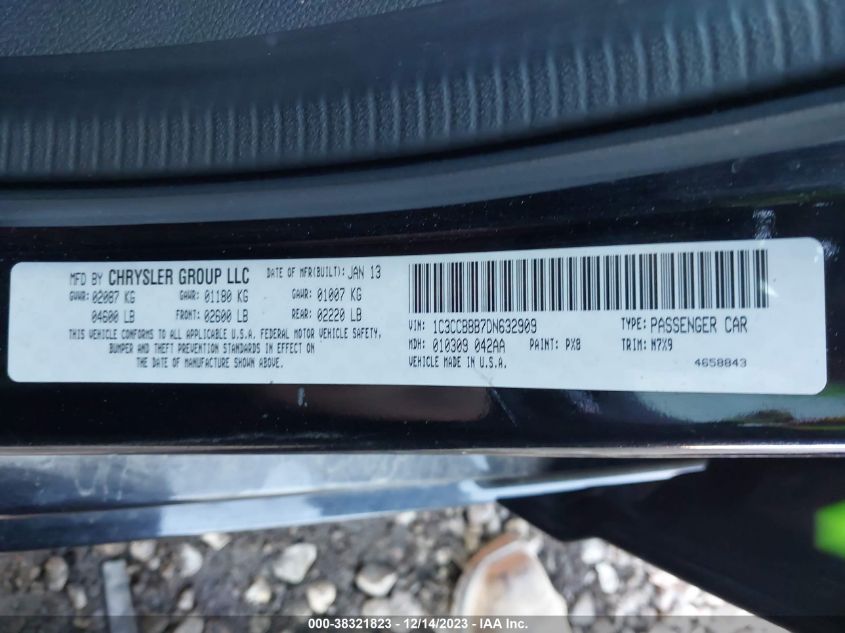 MFD BY CHRYSLER GROUP LLC DATE OF MFR(BUILT): JAN 13
GVWR: 02087 KG GAWR: 01180 KG GAWR: 01007 KG
04600 LB FRONT: 02600 LB REAR: 02220 LB
THIS VEHICLE CONFORMS TO ALL APPLICABLE U.S.A. FEDERAL MOTOR VEHICLE SAFETY,
BUMPER AND THEFT PREVENTION STANDARDS IN EFFECT ON
THE DATE OF MANUFACTURE SHOWN ABOVE.
VIN: 1C3CCBBB7DN632909 TYPE: PASSENGER CAR
MDH: 010309 042AA PAINT: PX8 TRIM: N7X9
VEHICLE MADE IN U.S.A. 4658843
000-38321823 - 12/14/2023 - 1TTN - 7309